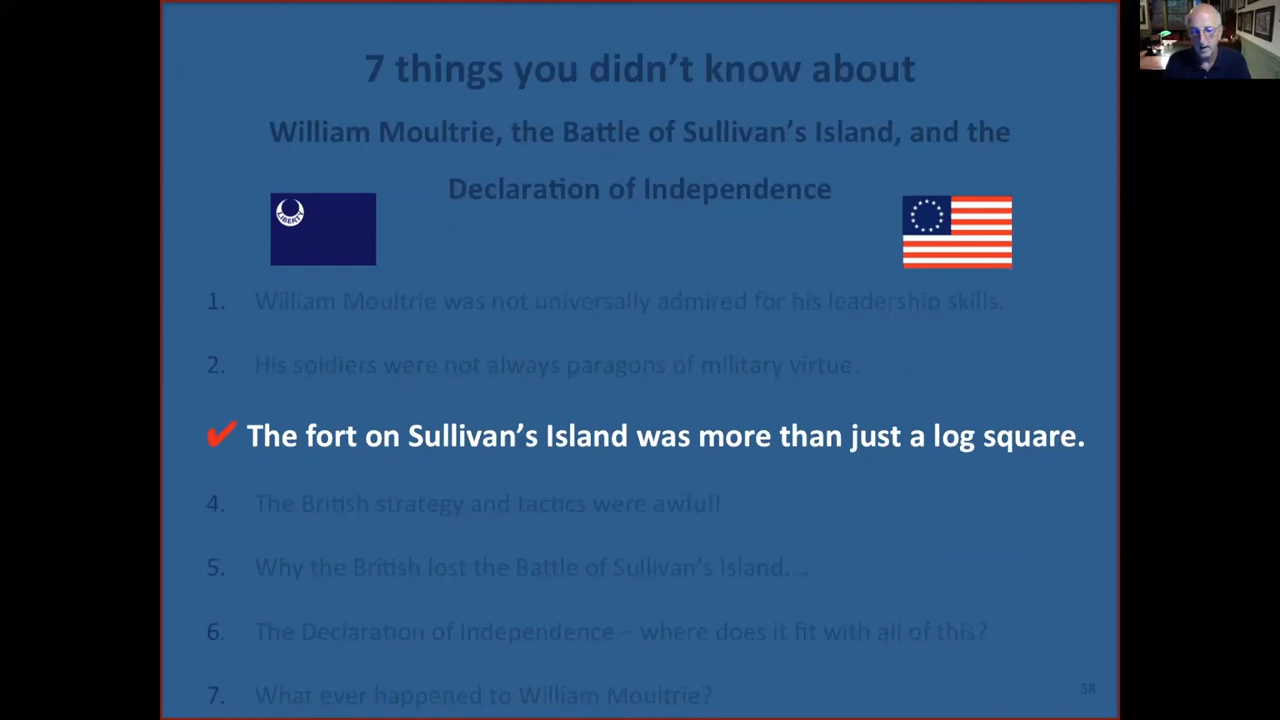 7 things you didn't know about
William Moultrie, the Battle of Sullivan's Island, and the
Declaration of Independence
LIBERTY
1. William Moultrie was not universally admired for his leadership skills.
2. His soldiers were not always paragons of military virtue.
✔ The fort on Sullivan's Island was more than just a log square.
4. The British strategy and tactics were awful!
5. Why the British lost the Battle of Sullivan's Island....
6. The Declaration of Independence – where does it fit with all of this?
7. What ever happened to William Moultrie?
38